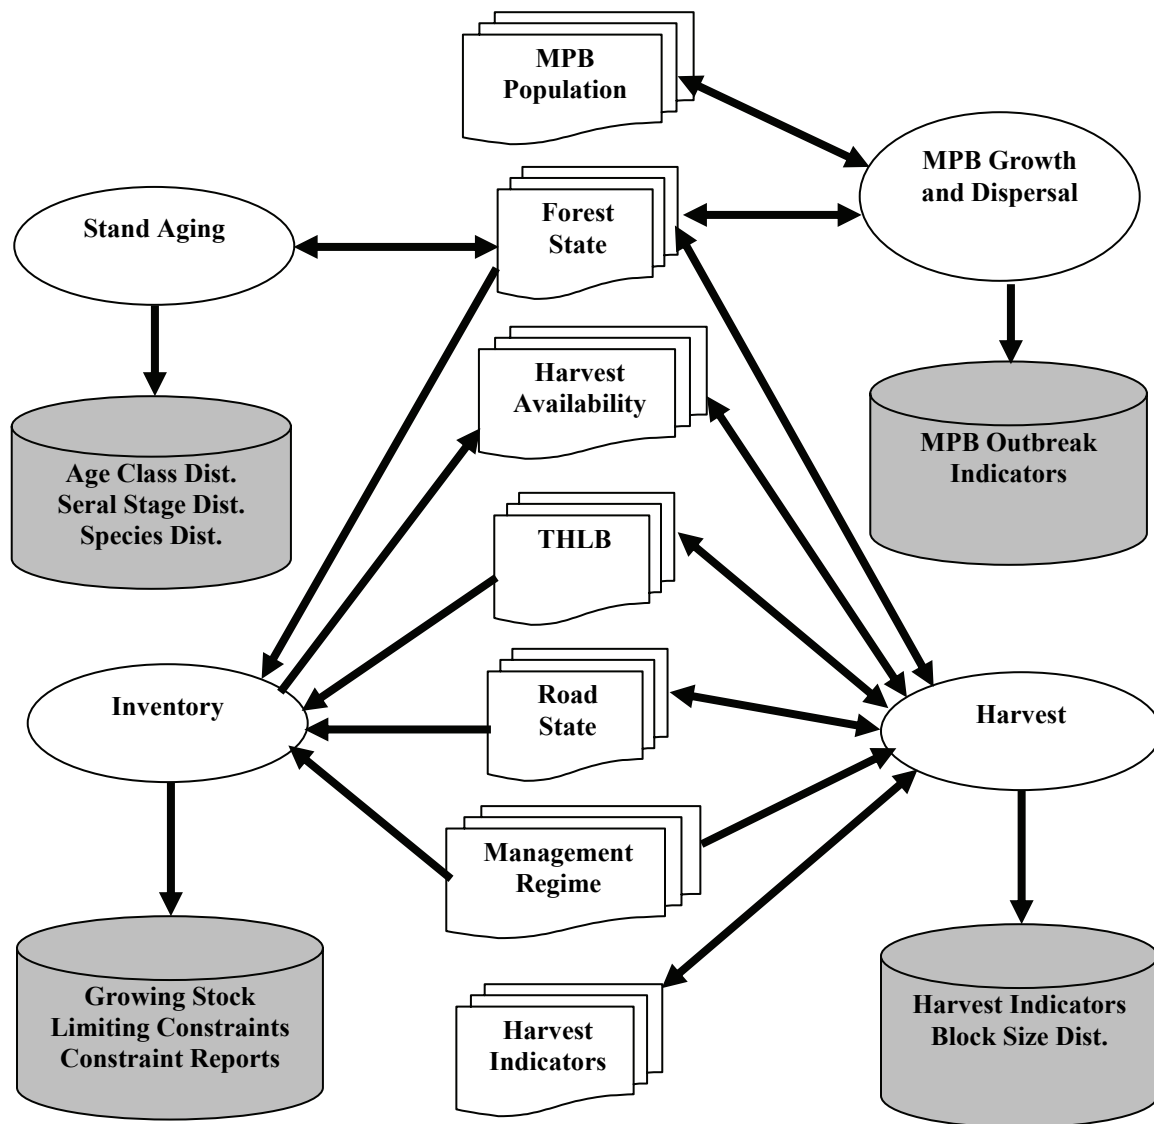 MPB
Population
MPB Growth
and Dispersal
Stand Aging
Forest
State
Harvest
Availability
MPB Outbreak
Indicators
Age Class Dist.
Seral Stage Dist.
Species Dist.
THLB
Inventory
Road
State
Harvest
Management
Regime
Growing Stock
Limiting Constraints
Constraint Reports
Harvest
Indicators
Harvest Indicators
Block Size Dist.